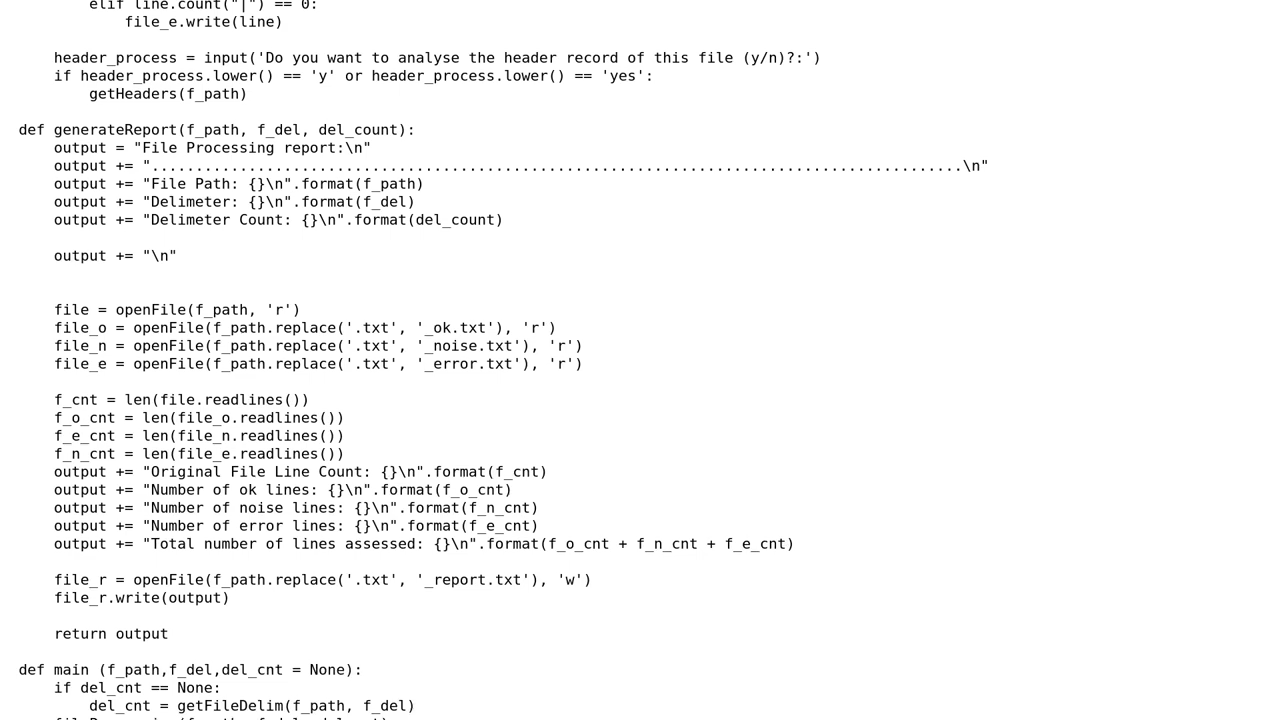 elif line.count("|") == 0:
            file_e.write(line)

    header_process = input('Do you want to analyse the header record of this file (y/n)?:')
    if header_process.lower() == 'y' or header_process.lower() == 'yes':
        getHeaders(f_path)

def generateReport(f_path, f_del, del_count):
    output = "File Processing report:\n"
    output += "............................................................................................\n"
    output += "File Path: {}\n".format(f_path)
    output += "Delimeter: {}\n".format(f_del)
    output += "Delimeter Count: {}\n".format(del_count)

    output += "\n"


    file = openFile(f_path, 'r')
    file_o = openFile(f_path.replace('.txt', '_ok.txt'), 'r')
    file_n = openFile(f_path.replace('.txt', '_noise.txt'), 'r')
    file_e = openFile(f_path.replace('.txt', '_error.txt'), 'r')

    f_cnt = len(file.readlines())
    f_o_cnt = len(file_o.readlines())
    f_e_cnt = len(file_n.readlines())
    f_n_cnt = len(file_e.readlines())
    output += "Original File Line Count: {}\n".format(f_cnt)
    output += "Number of ok lines: {}\n".format(f_o_cnt)
    output += "Number of noise lines: {}\n".format(f_n_cnt)
    output += "Number of error lines: {}\n".format(f_e_cnt)
    output += "Total number of lines assessed: {}\n".format(f_o_cnt + f_n_cnt + f_e_cnt)

    file_r = openFile(f_path.replace('.txt', '_report.txt'), 'w')
    file_r.write(output)

    return output

def main (f_path,f_del,del_cnt = None):
    if del_cnt == None:
        del_cnt = getFileDelim(f_path, f_del)